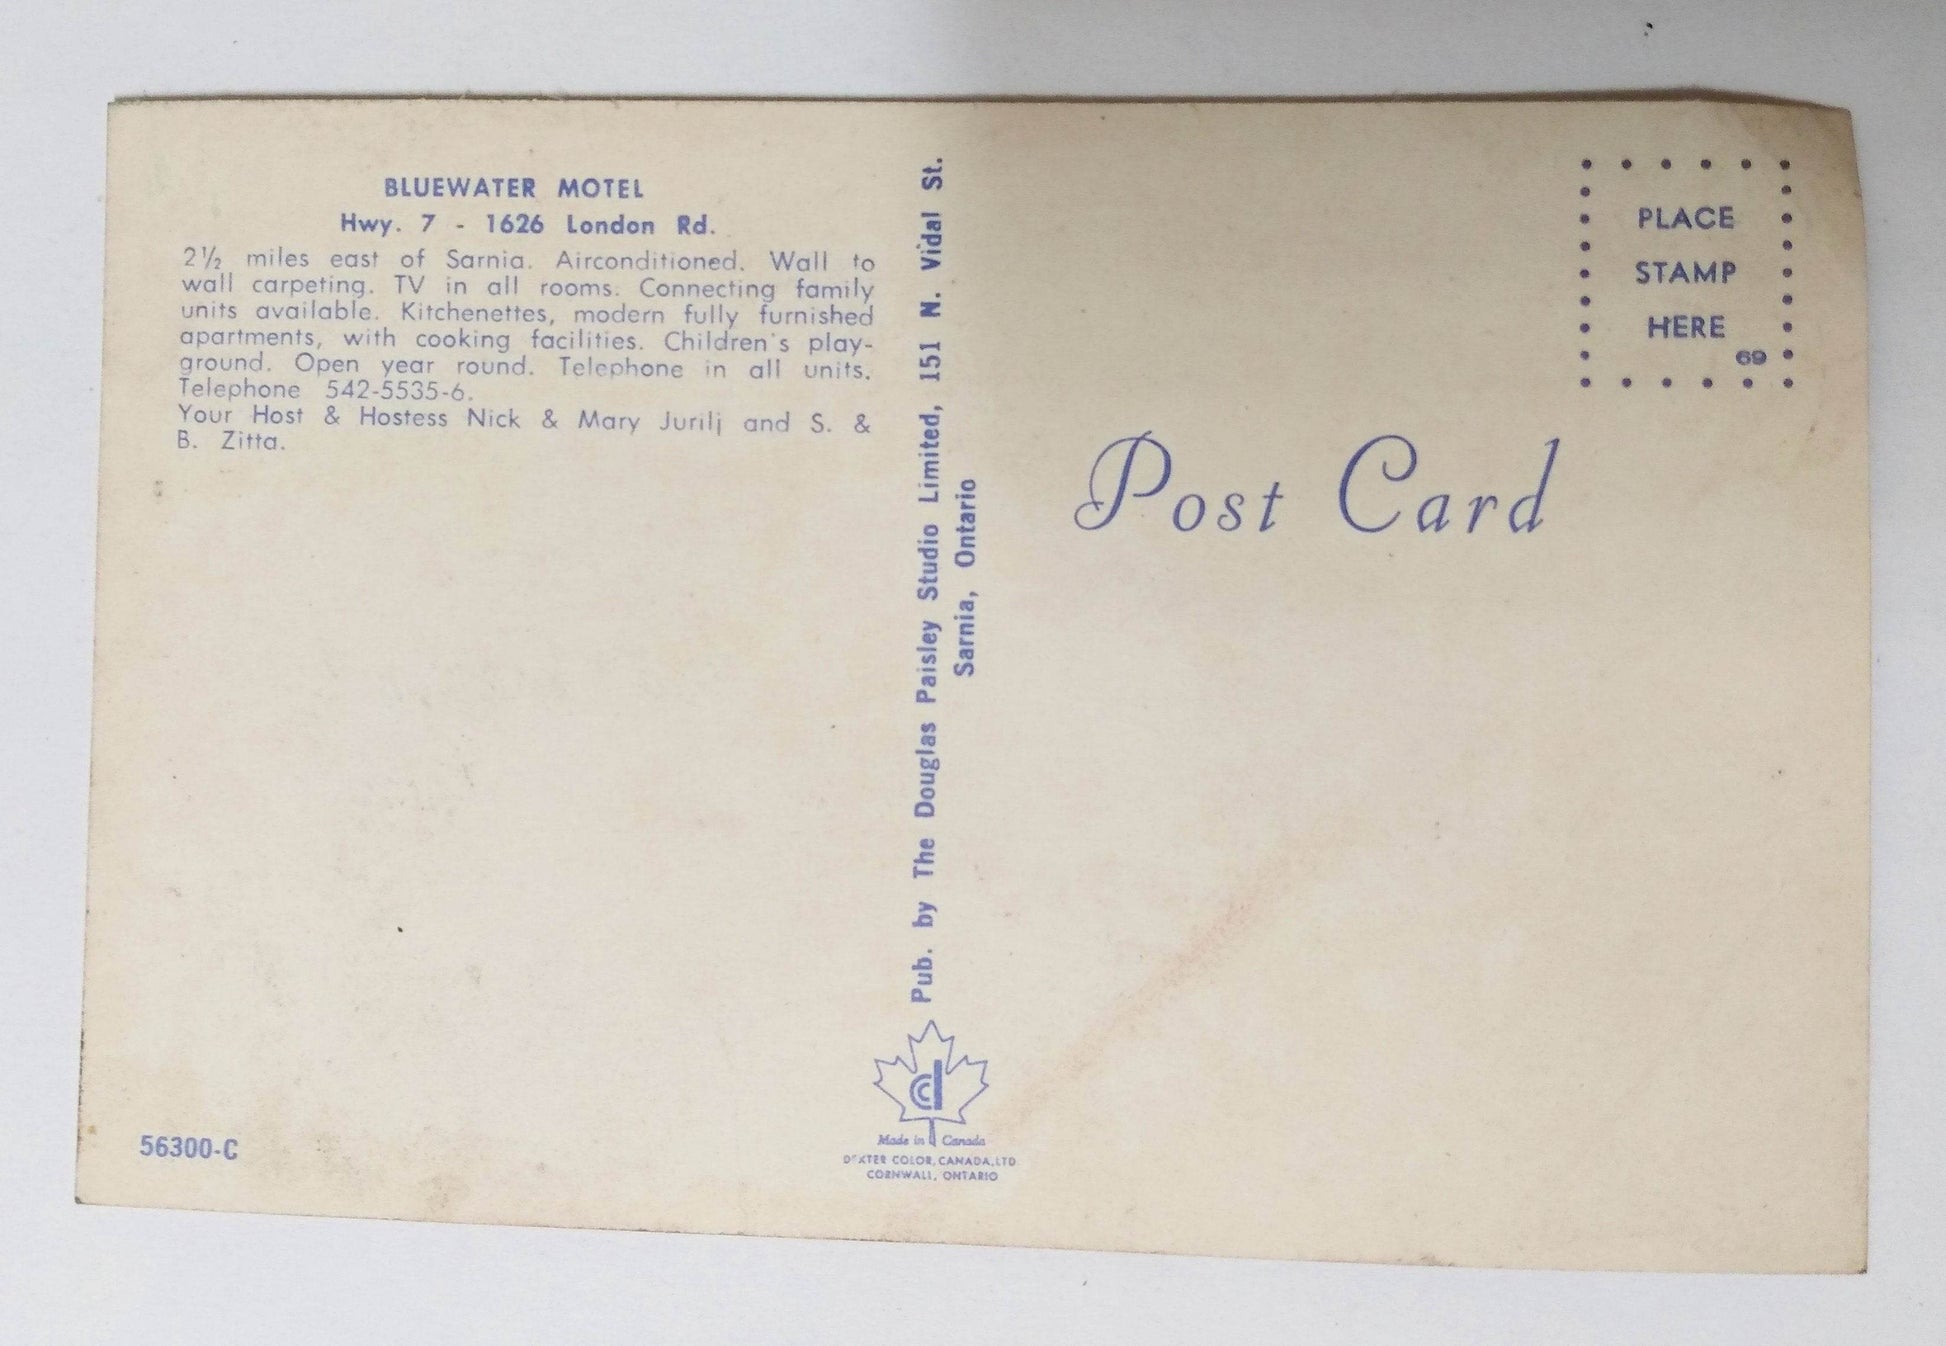 BLUEWATER MOTEL
Hwy. 7 - 1626 London Rd.
2½ miles east of Sarnia. Airconditioned. Wall to
wall carpeting. TV in all rooms. Connecting family
units available. Kitchenettes, modern fully furnished
apartments, with cooking facilities. Children's play-
ground. Open year round. Telephone in all units.
Telephone 542-5535-6.
Your Host & Hostess Nick & Mary Jurilj and S. &
B. Zitta.
56300-C
Pub. by The Douglas Paisley Studio Limited, 151 N. Vidal St.
Sarnia, Ontario
dc
Made in Canada
DEXTER COLOR, CANADA, LTD.
CORNWALL, ONTARIO
PLACE
STAMP
HERE
69
Post Card